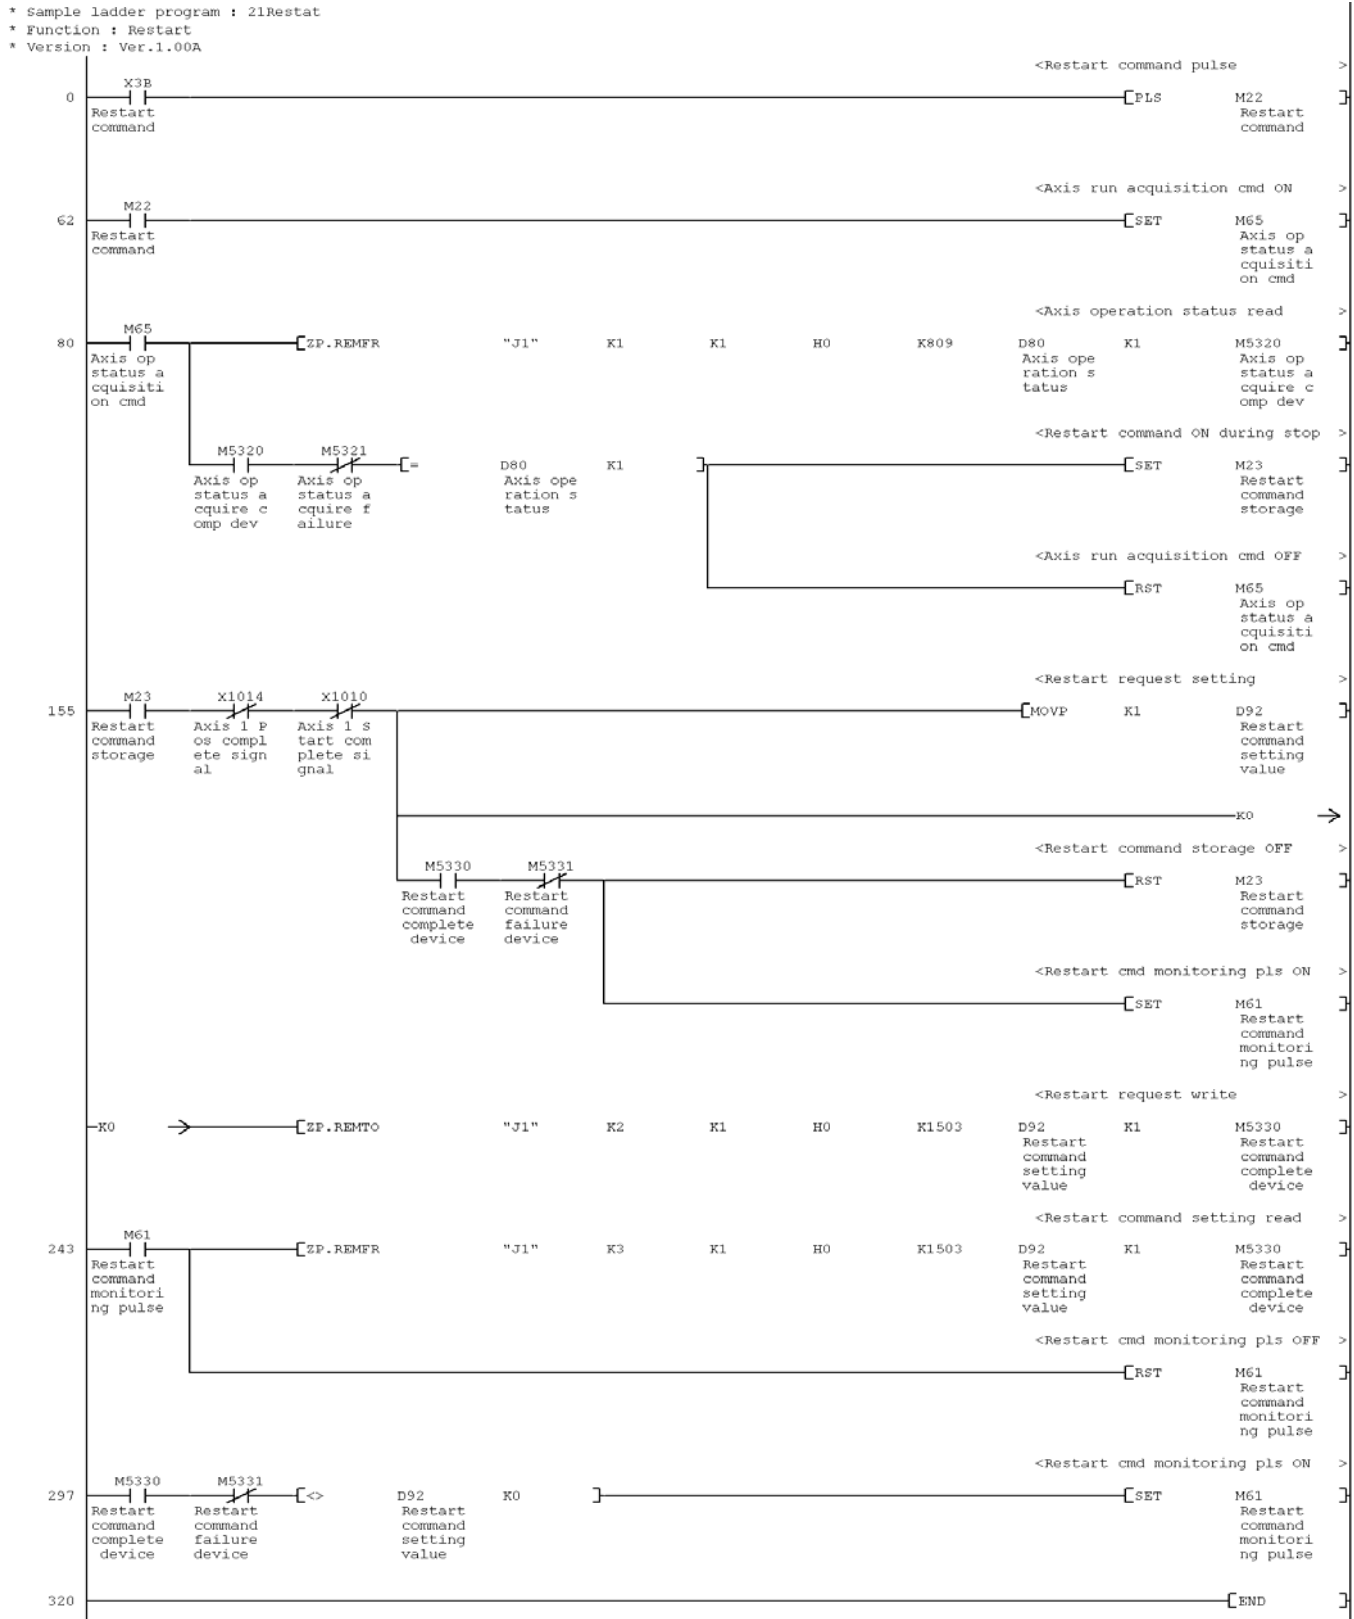 * Sample ladder program : 21Restat
* Function : Restart
* Version : Ver.1.00A
<Restart command pulse >
X3B
0 [PLS M22 ]
Restart command
Restart command
<Axis run acquisition cmd ON >
M22
62 [SET M65 ]
Restart command
Axis op status a cquisiti on cmd
<Axis operation status read >
M65
80 [ZP.REMFR "J1" K1 K1 H0 K809 D80 K1 M5320 ]
Axis op status a cquisiti on cmd
Axis ope ration s tatus
Axis op status a cquire c omp dev
<Restart command ON during stop >
M5320 M5321
[= D80 K1 ] [SET M23 ]
Axis op status a cquire c omp dev
Axis op status a cquire f ailure
Axis ope ration s tatus
Restart command storage
<Axis run acquisition cmd OFF >
[RST M65 ]
Axis op status a cquisiti on cmd
<Restart request setting >
M23 X1014 X1010
155 [MOVP K1 D92 ]
Restart command storage
Axis 1 P os compl ete sign al
Axis 1 S tart com plete si gnal
Restart command setting value
K0
<Restart command storage OFF >
M5330 M5331
[RST M23 ]
Restart command complete device
Restart command failure device
Restart command storage
<Restart cmd monitoring pls ON >
[SET M61 ]
Restart command monitori ng pulse
<Restart request write >
K0 [ZP.REMTO "J1" K2 K1 H0 K1503 D92 K1 M5330 ]
Restart command setting value
Restart command complete device
<Restart command setting read >
M61
243 [ZP.REMFR "J1" K3 K1 H0 K1503 D92 K1 M5330 ]
Restart command monitori ng pulse
Restart command setting value
Restart command complete device
<Restart cmd monitoring pls OFF >
[RST M61 ]
Restart command monitori ng pulse
<Restart cmd monitoring pls ON >
M5330 M5331
297 [<> D92 K0 ] [SET M61 ]
Restart command complete device
Restart command failure device
Restart command setting value
Restart command monitori ng pulse
320 [END ]